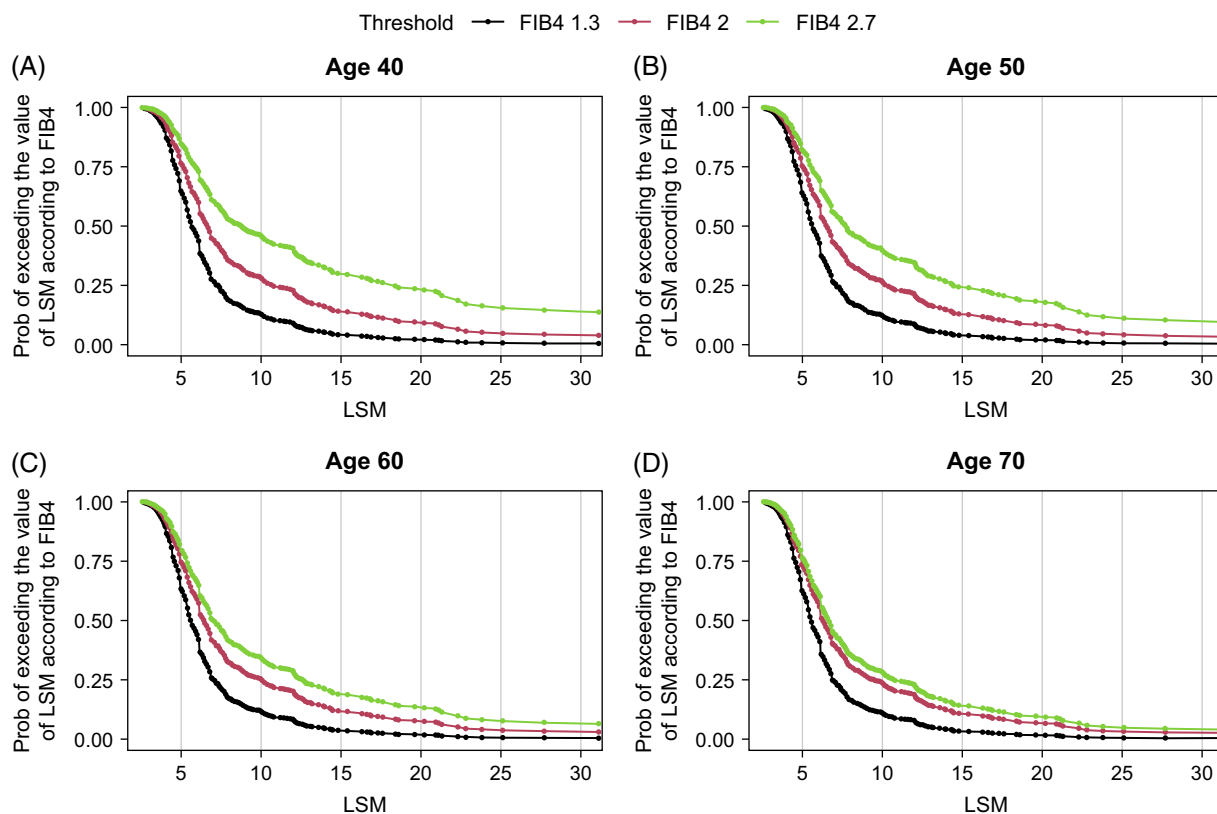 Threshold FIB4 1.3 FIB4 2 FIB4 2.7
(A) Age 40
Prob of exceeding the value
of LSM according to FIB4
1.00
0.75
0.50
0.25
0.00
5 10 15 20 25 30
LSM
(B) Age 50
Prob of exceeding the value
of LSM according to FIB4
1.00
0.75
0.50
0.25
0.00
5 10 15 20 25 30
LSM
(C) Age 60
Prob of exceeding the value
of LSM according to FIB4
1.00
0.75
0.50
0.25
0.00
5 10 15 20 25 30
LSM
(D) Age 70
Prob of exceeding the value
of LSM according to FIB4
1.00
0.75
0.50
0.25
0.00
5 10 15 20 25 30
LSM